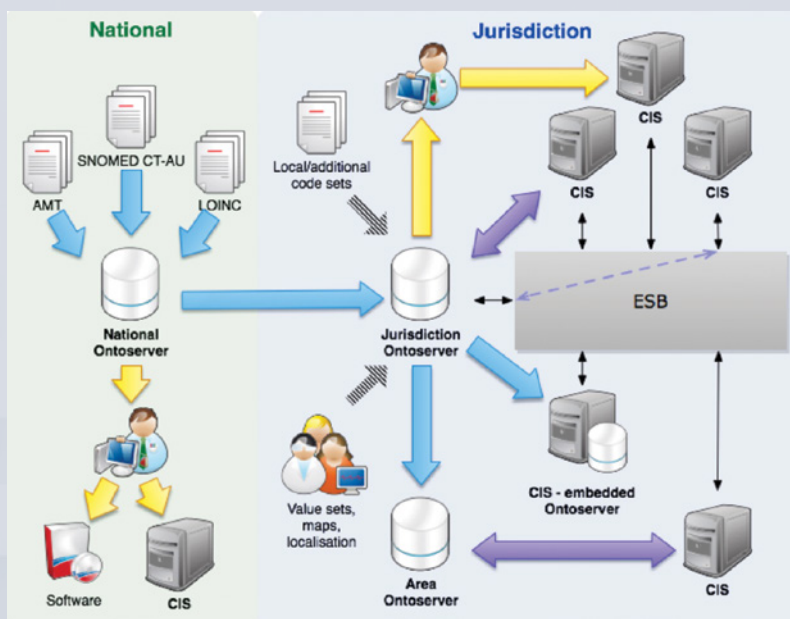 National
Jurisdiction
SNOMED CT-AU
AMT
LOINC
Local/additional
code sets
CIS
CIS
CIS
National
Ontoserver
Jurisdiction
Ontoserver
ESB
Value sets,
maps,
localisation
CIS - embedded
Ontoserver
Software
CIS
Area
Ontoserver
CIS